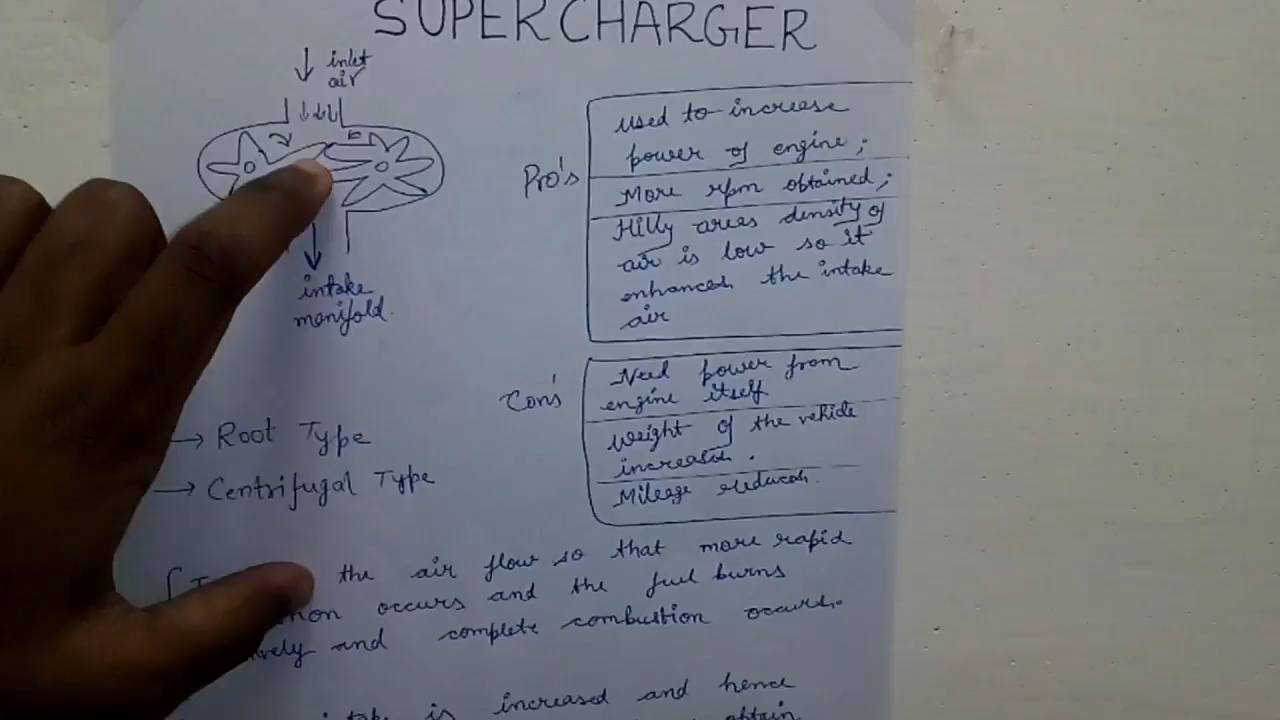 SUPERCHARGER
inlet
air
intake
manifold.
Pro's
used to increase
power of engine;
More rpm obtained;
Hilly areas density of
air is low so it
enhances the intake
air
Con's
Need power from
engine itself
Weight of the vehicle
increases.
Mileage reduces.
→ Root Type
→ Centrifugal Type
the air flow so that more rapid
occurs and the fuel burns
and complete combustion occurs.
is increased and hence
obtain